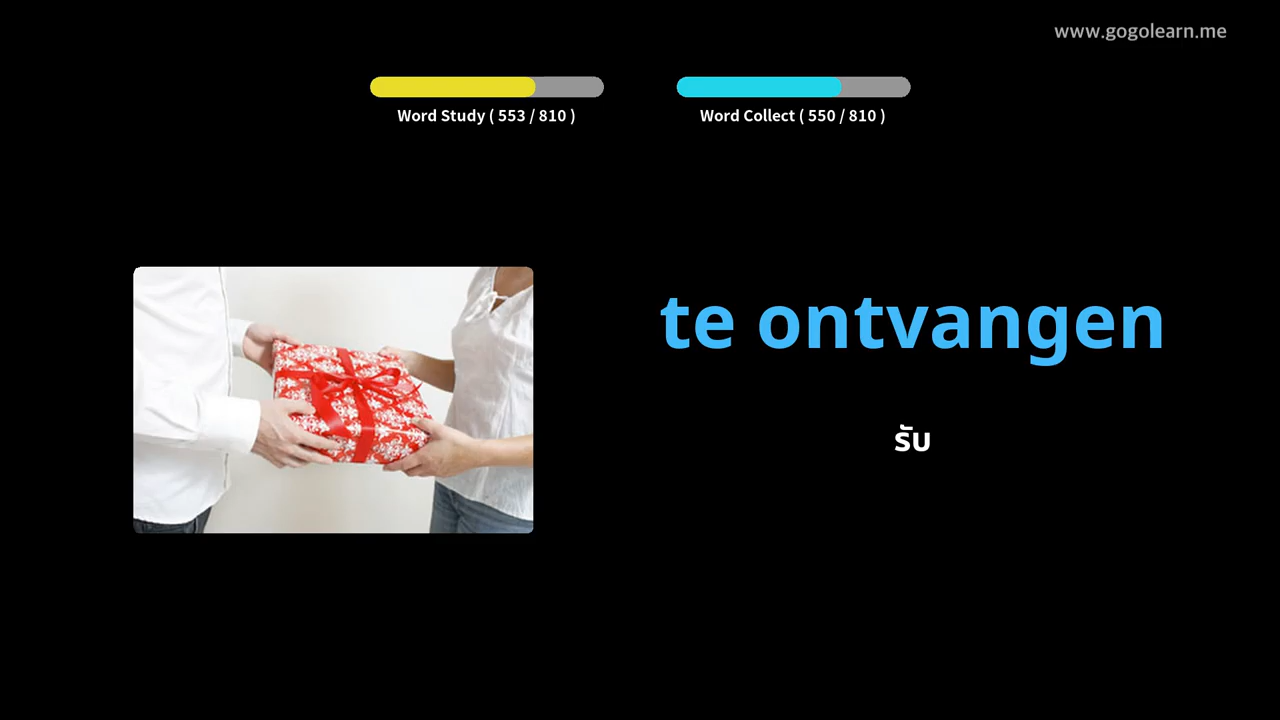 www.gogolearn.me
Word Study ( 553 / 810 )
Word Collect ( 550 / 810 )
te ontvangen
รับ